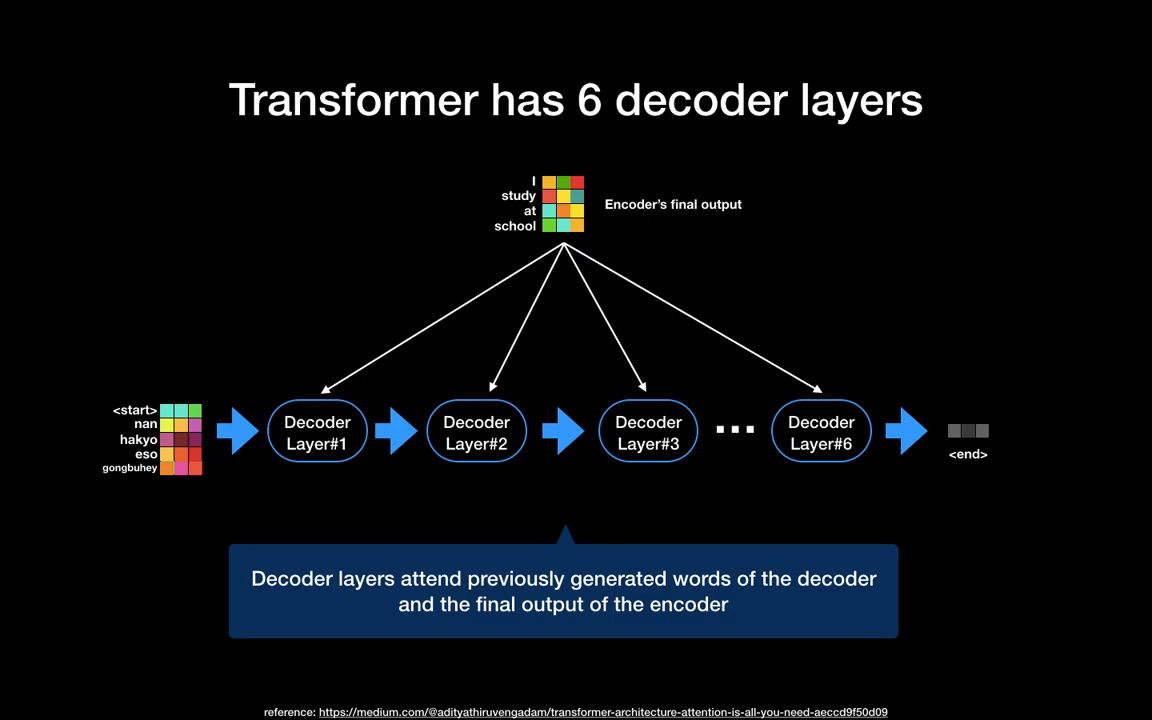 Transformer has 6 decoder layers
I
study
at
school
Encoder’s final output
<start>
nan
hakyo
eso
gongbuhey
Decoder
Layer#1
Decoder
Layer#2
Decoder
Layer#3
...
Decoder
Layer#6
<end>
Decoder layers attend previously generated words of the decoder
and the final output of the encoder
reference: https://medium.com/@adityathiruvengadam/transformer-architecture-attention-is-all-you-need-aeccd9f50d09